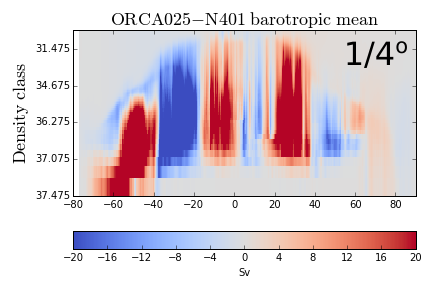 ORCA025−N401 barotropic mean
1/4°
Density class
31.475
34.675
36.275
37.075
37.475
−80 −60 −40 −20 0 20 40 60 80
−20 −16 −12 −8 −4 0 4 8 12 16 20
Sv